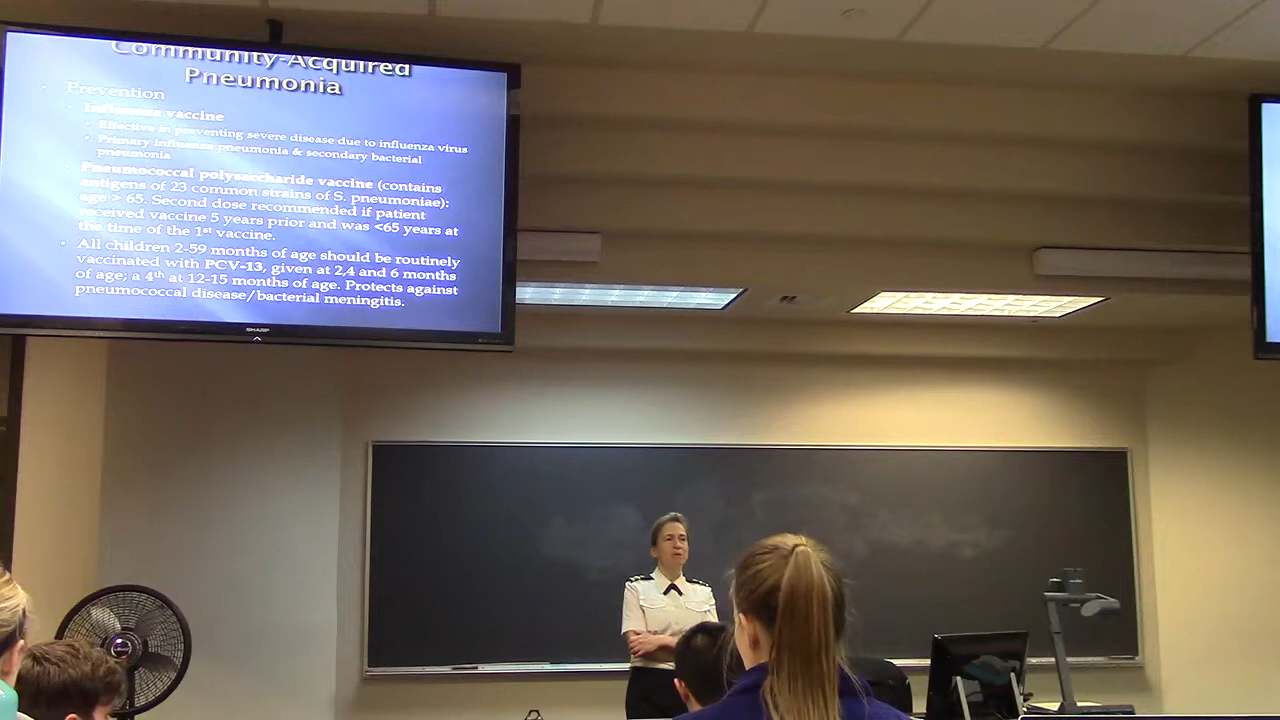 Community-Acquired
Pneumonia
Prevention
Influenza vaccine
Effective in preventing severe disease due to influenza virus
Primary influenza pneumonia & secondary bacterial
pneumonia
Pneumococcal polysaccharide vaccine (contains
antigens of 23 common strains of S. pneumoniae):
age > 65. Second dose recommended if patient
received vaccine 5 years prior and was <65 years at
the time of the 1st vaccine.
All children 2-59 months of age should be routinely
vaccinated with PCV-13, given at 2,4 and 6 months
of age; a 4th at 12-15 months of age. Protects against
pneumococcal disease/bacterial meningitis.
SHARP